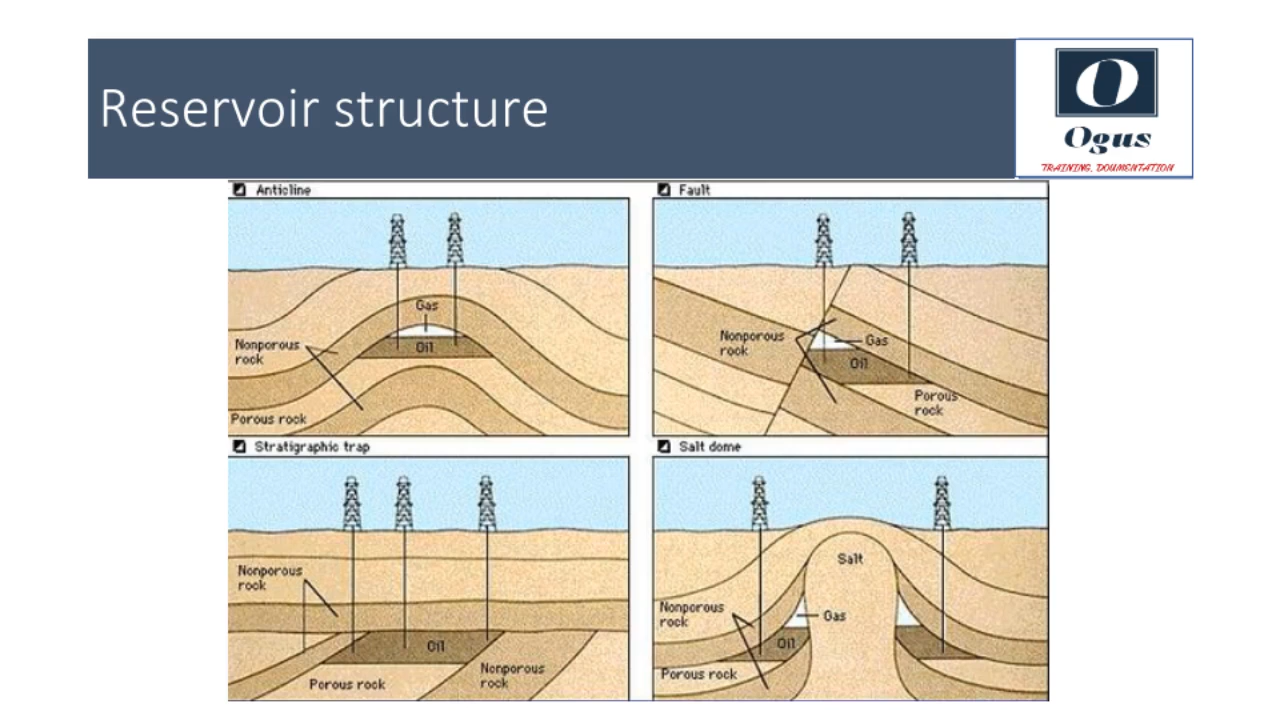 Reservoir structure
O
Ogus
TRAINING, DOUMENTATION
Anticline
Gas
Oil
Nonporous
rock
Porous rock
Fault
Nonporous
rock
Gas
Oil
Porous
rock
Stratigraphic trap
Nonporous
rock
Oil
Nonporous
rock
Porous rock
Salt dome
Salt
Nonporous
rock
Gas
Oil
Porous rock